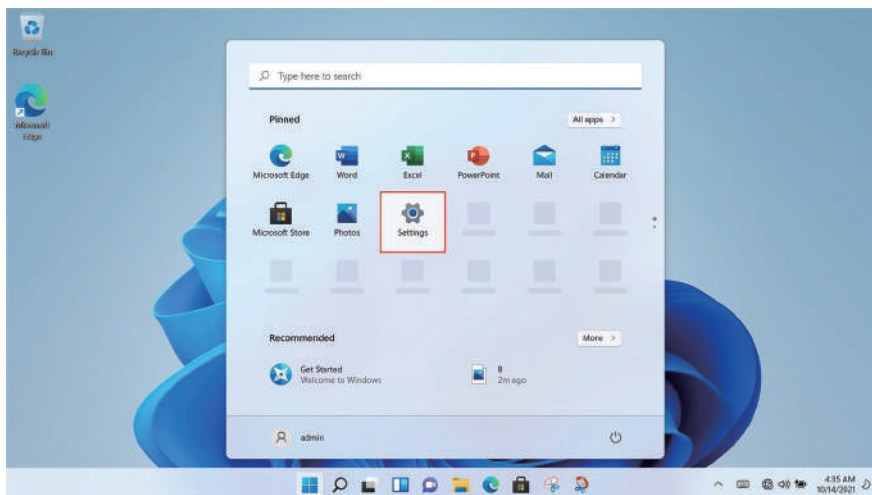 Recycle Bin
Microsoft
Edge
Type here to search
Pinned
All apps >
Microsoft Edge
Word
Excel
PowerPoint
Mail
Calendar
Microsoft Store
Photos
Settings
Recommended
More >
Get Started
Welcome to Windows
8
2m ago
admin
4:35 AM
10/14/2021